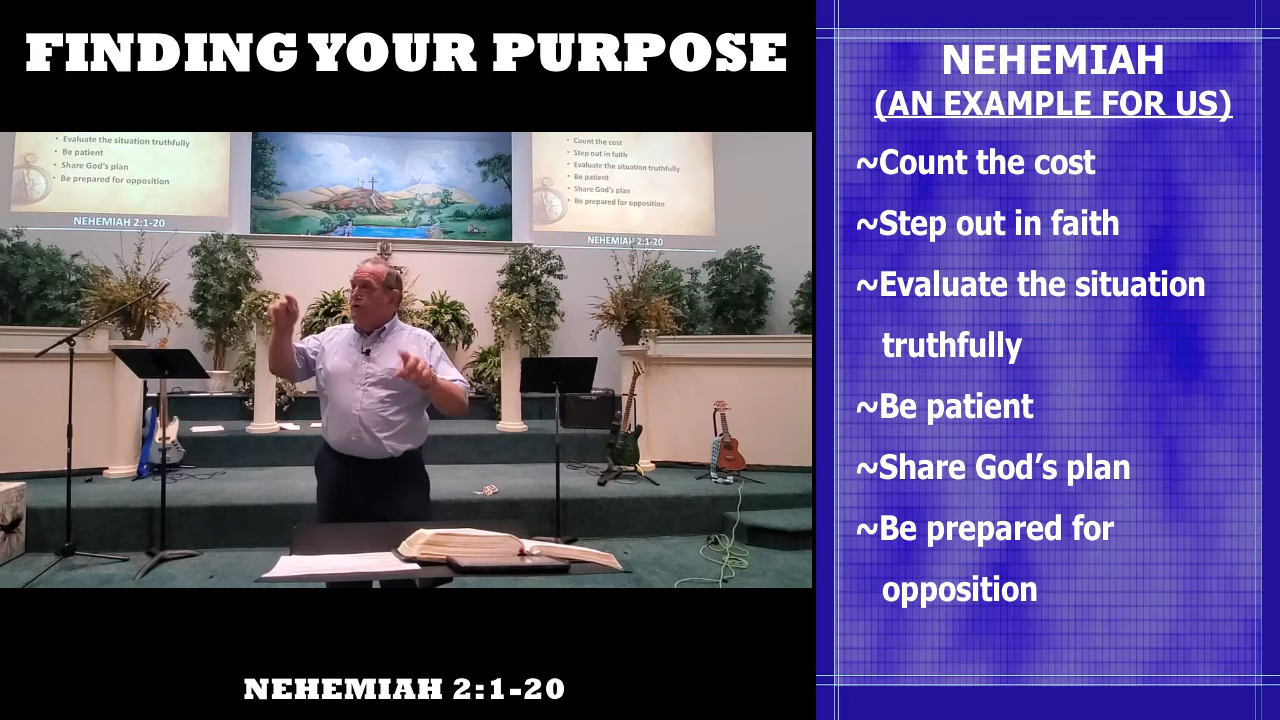 FINDING YOUR PURPOSE
• Evaluate the situation truthfully
• Be patient
• Share God's plan
• Be prepared for opposition
NEHEMIAH 2:1-20
• Count the cost
• Step out in faith
• Evaluate the situation truthfully
• Be patient
• Share God's plan
• Be prepared for opposition
NEHEMIAH 2:1-20
NEHEMIAH 2:1-20
NEHEMIAH
(AN EXAMPLE FOR US)
~Count the cost
~Step out in faith
~Evaluate the situation
truthfully
~Be patient
~Share God’s plan
~Be prepared for
opposition